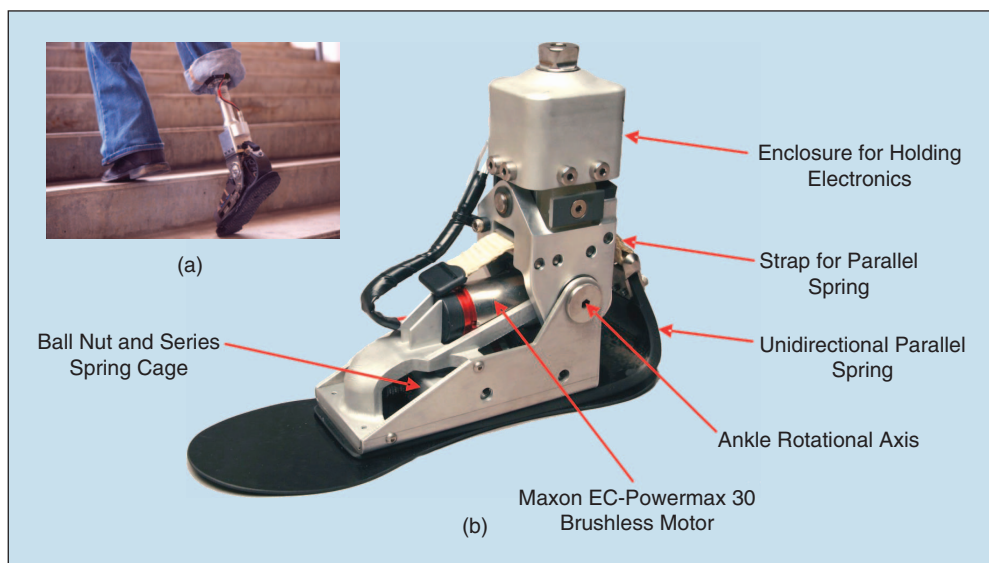 (a)
Enclosure for Holding
Electronics
Strap for Parallel
Spring
Ball Nut and Series
Spring Cage
Unidirectional Parallel
Spring
Ankle Rotational Axis
Maxon EC-Powermax 30
Brushless Motor
(b)